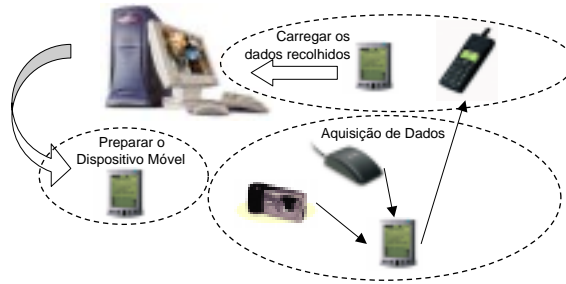 Carregar os
dados recolhidos
Preparar o
Dispositivo Móvel
Aquisição de Dados